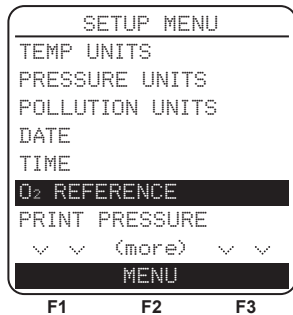 SETUP MENU
TEMP UNITS
PRESSURE UNITS
POLLUTION UNITS
DATE
TIME
O₂ REFERENCE
PRINT PRESSURE
(more)
MENU
F1 F2 F3